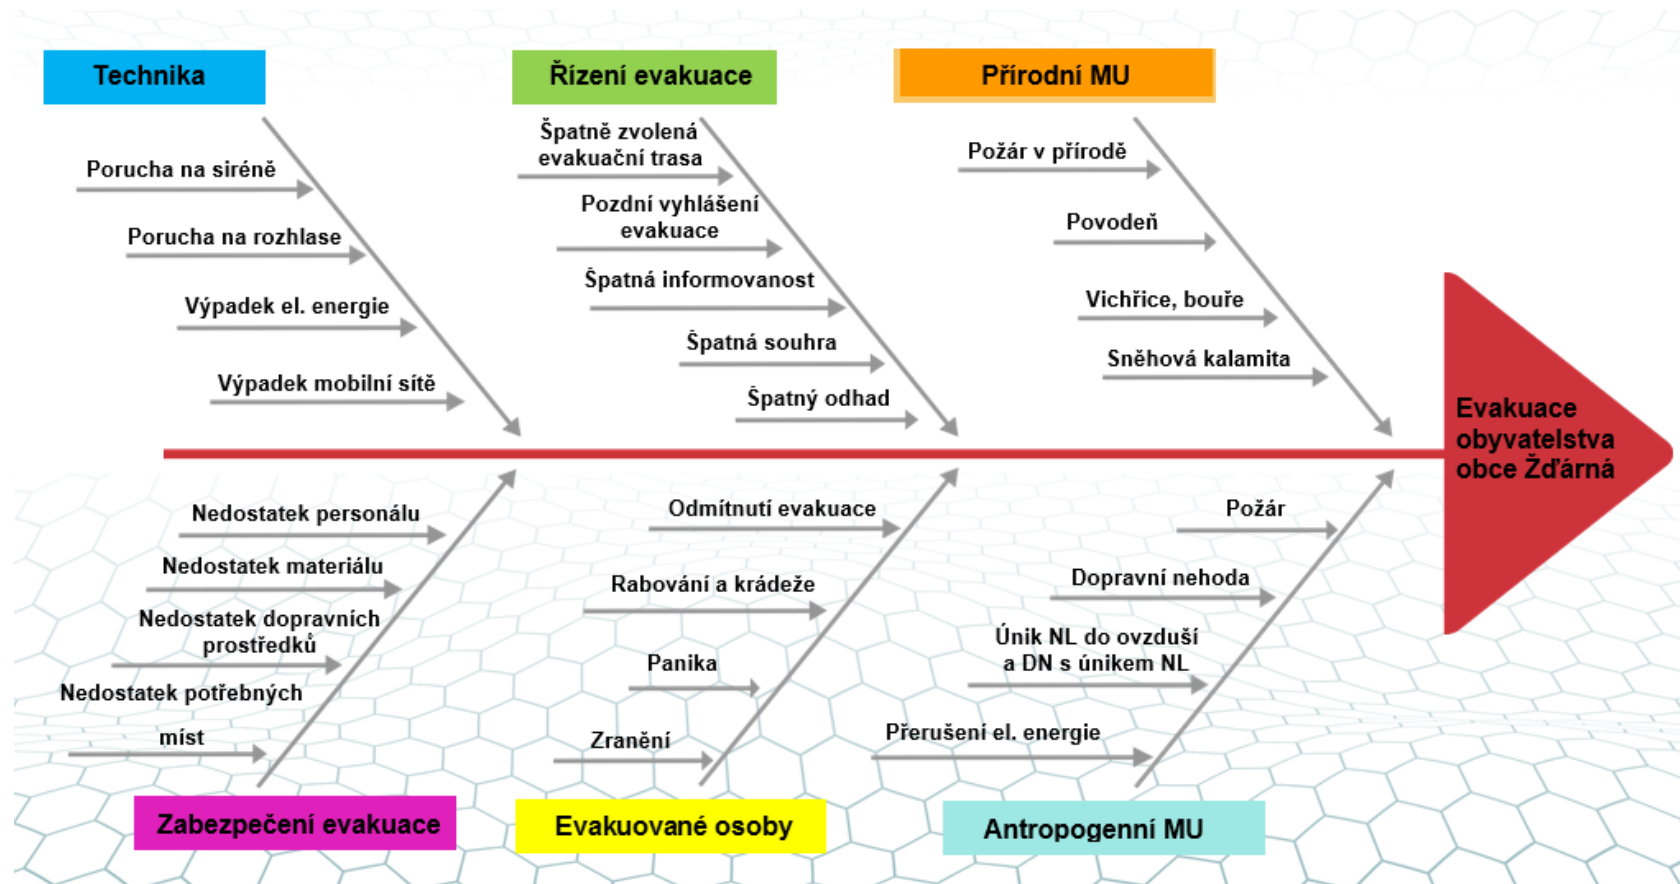 Technika
Řízení evakuace
Přírodní MU
Porucha na siréně
Porucha na rozhlase
Výpadek el. energie
Výpadek mobilní sítě
Špatně zvolená
evakuační trasa
Pozdní vyhlášení
evakuace
Špatná informovanost
Špatná souhra
Špatný odhad
Požár v přírodě
Povodeň
Vichřice, bouře
Sněhová kalamita
Evakuace
obyvatelstva
obce Žďárná
Nedostatek personálu
Nedostatek materiálu
Nedostatek dopravních
prostředků
Nedostatek potřebných
míst
Odmítnutí evakuace
Rabování a krádeže
Panika
Zranění
Požár
Dopravní nehoda
Únik NL do ovzduší
a DN s únikem NL
Přerušení el. energie
Zabezpečení evakuace
Evakuované osoby
Antropogenní MU